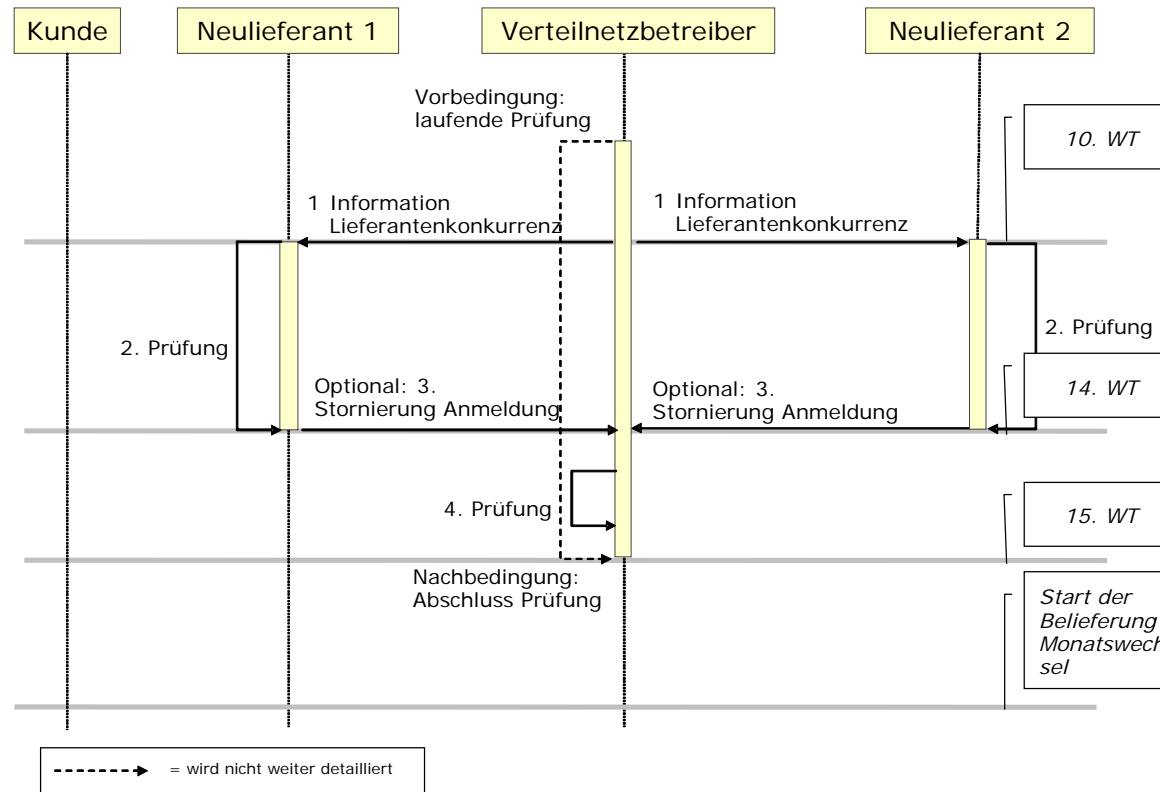 Kunde
Neulieferant 1
Verteilnetzbetreiber
Neulieferant 2
Vorbedingung:
laufende Prüfung
10. WT
1 Information
Lieferantenkonkurrenz
1 Information
Lieferantenkonkurrenz
2. Prüfung
2. Prüfung
Optional: 3.
Stornierung Anmeldung
Optional: 3.
Stornierung Anmeldung
14. WT
4. Prüfung
15. WT
Nachbedingung:
Abschluss Prüfung
Start der
Belieferung
Monatswech
sel
= wird nicht weiter detailliert